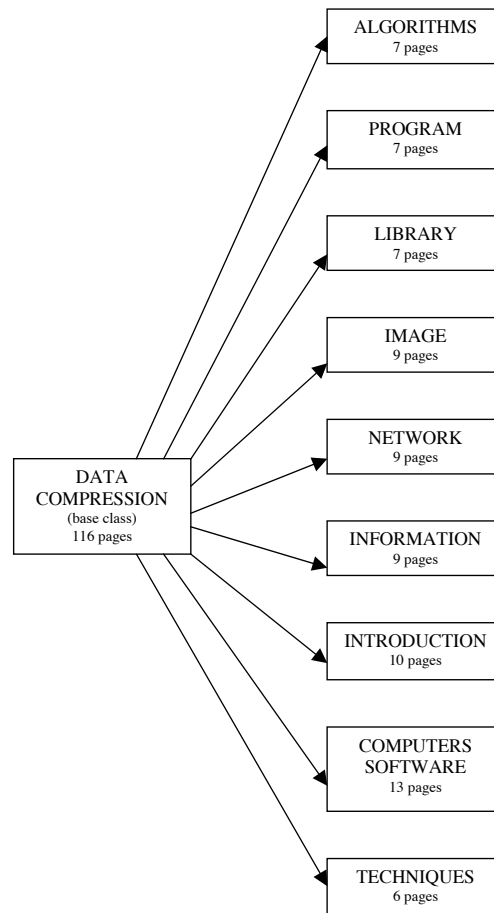 ALGORITHMS
7 pages
PROGRAM
7 pages
LIBRARY
7 pages
IMAGE
9 pages
NETWORK
9 pages
DATA
COMPRESSION
(base class)
116 pages
INFORMATION
9 pages
INTRODUCTION
10 pages
COMPUTERS
SOFTWARE
13 pages
TECHNIQUES
6 pages